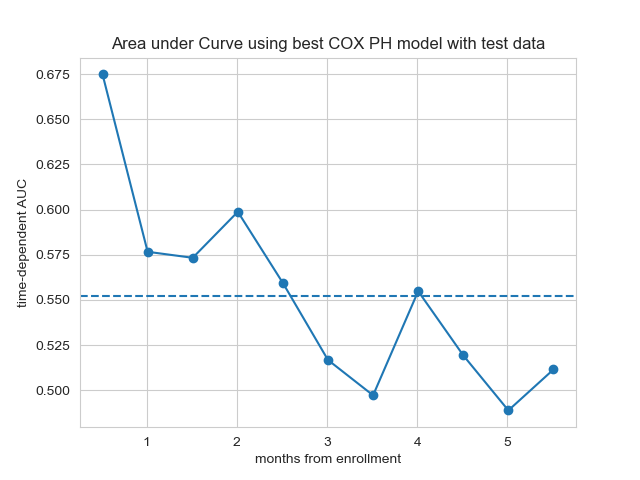 Area under Curve using best COX PH model with test data
time-dependent AUC
0.675
0.650
0.625
0.600
0.575
0.550
0.525
0.500
1 2 3 4 5
months from enrollment